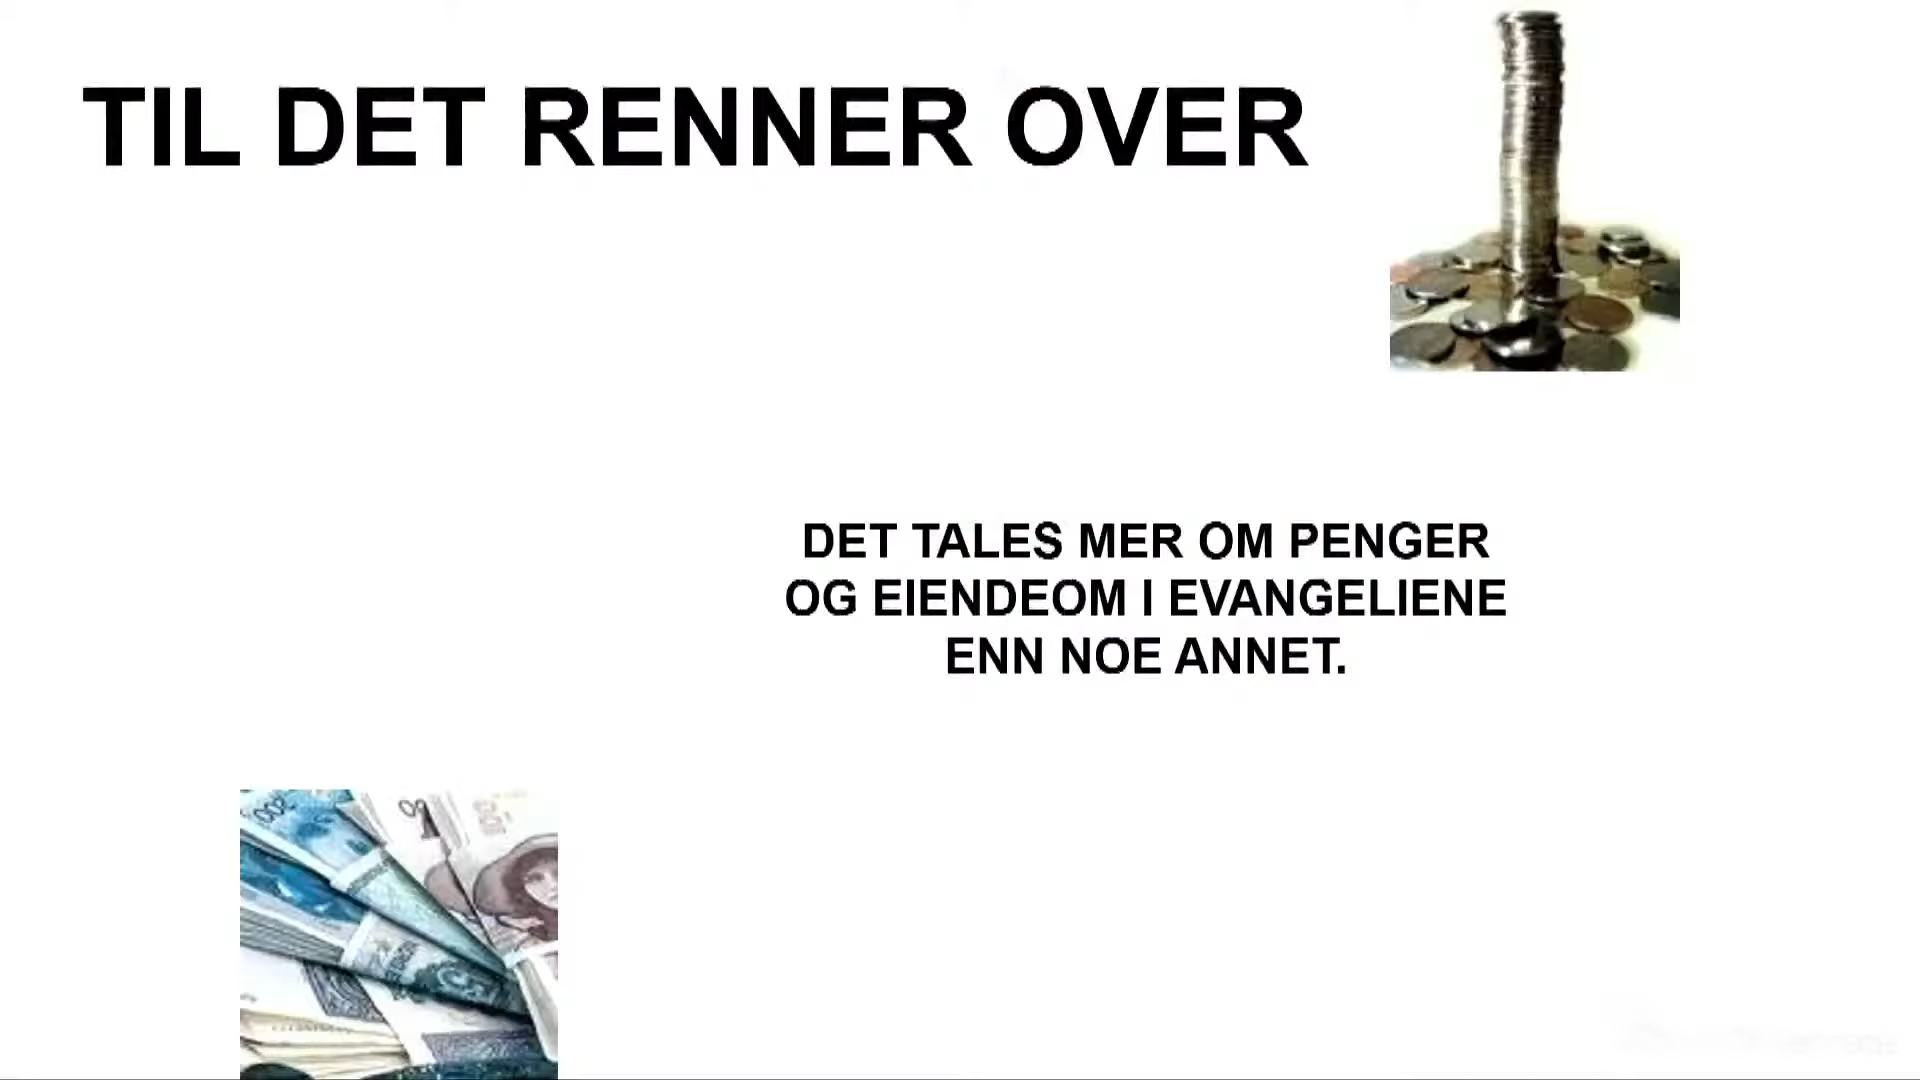 TIL DET RENNER OVER
DET TALES MER OM PENGER
OG EIENDEOM I EVANGELIENE
ENN NOE ANNET.